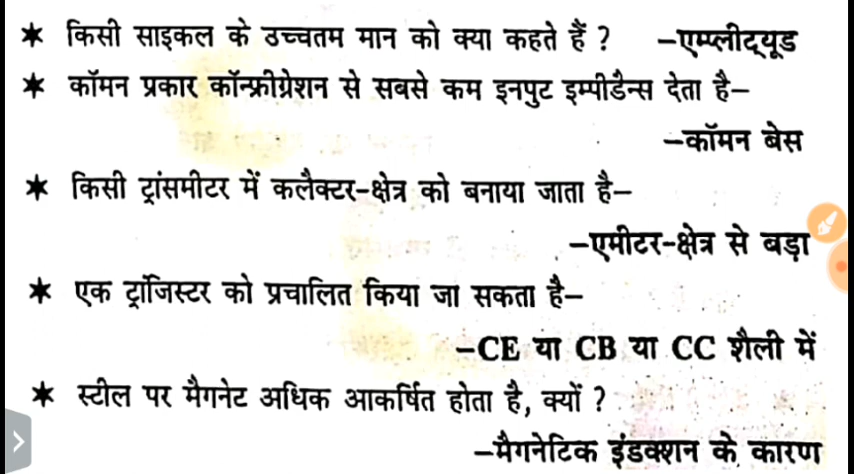 * किसी साइकल के उच्चतम मान को क्या कहते हैं ? –एम्प्लीट्यूड
* कॉमन प्रकार कॉन्फ्रीग्रेशन से सबसे कम इनपुट इम्पीडैन्स देता है–
–कॉमन बेस
* किसी ट्रांसमीटर में कलैक्टर-क्षेत्र को बनाया जाता है–
–एमीटर-क्षेत्र से बड़ा
* एक ट्रांजिस्टर को प्रचालित किया जा सकता है–
–CE या CB या CC शैली में
* स्टील पर मैगनेट अधिक आकर्षित होता है, क्यों ?
–मैगनेटिक इंडक्शन के कारण